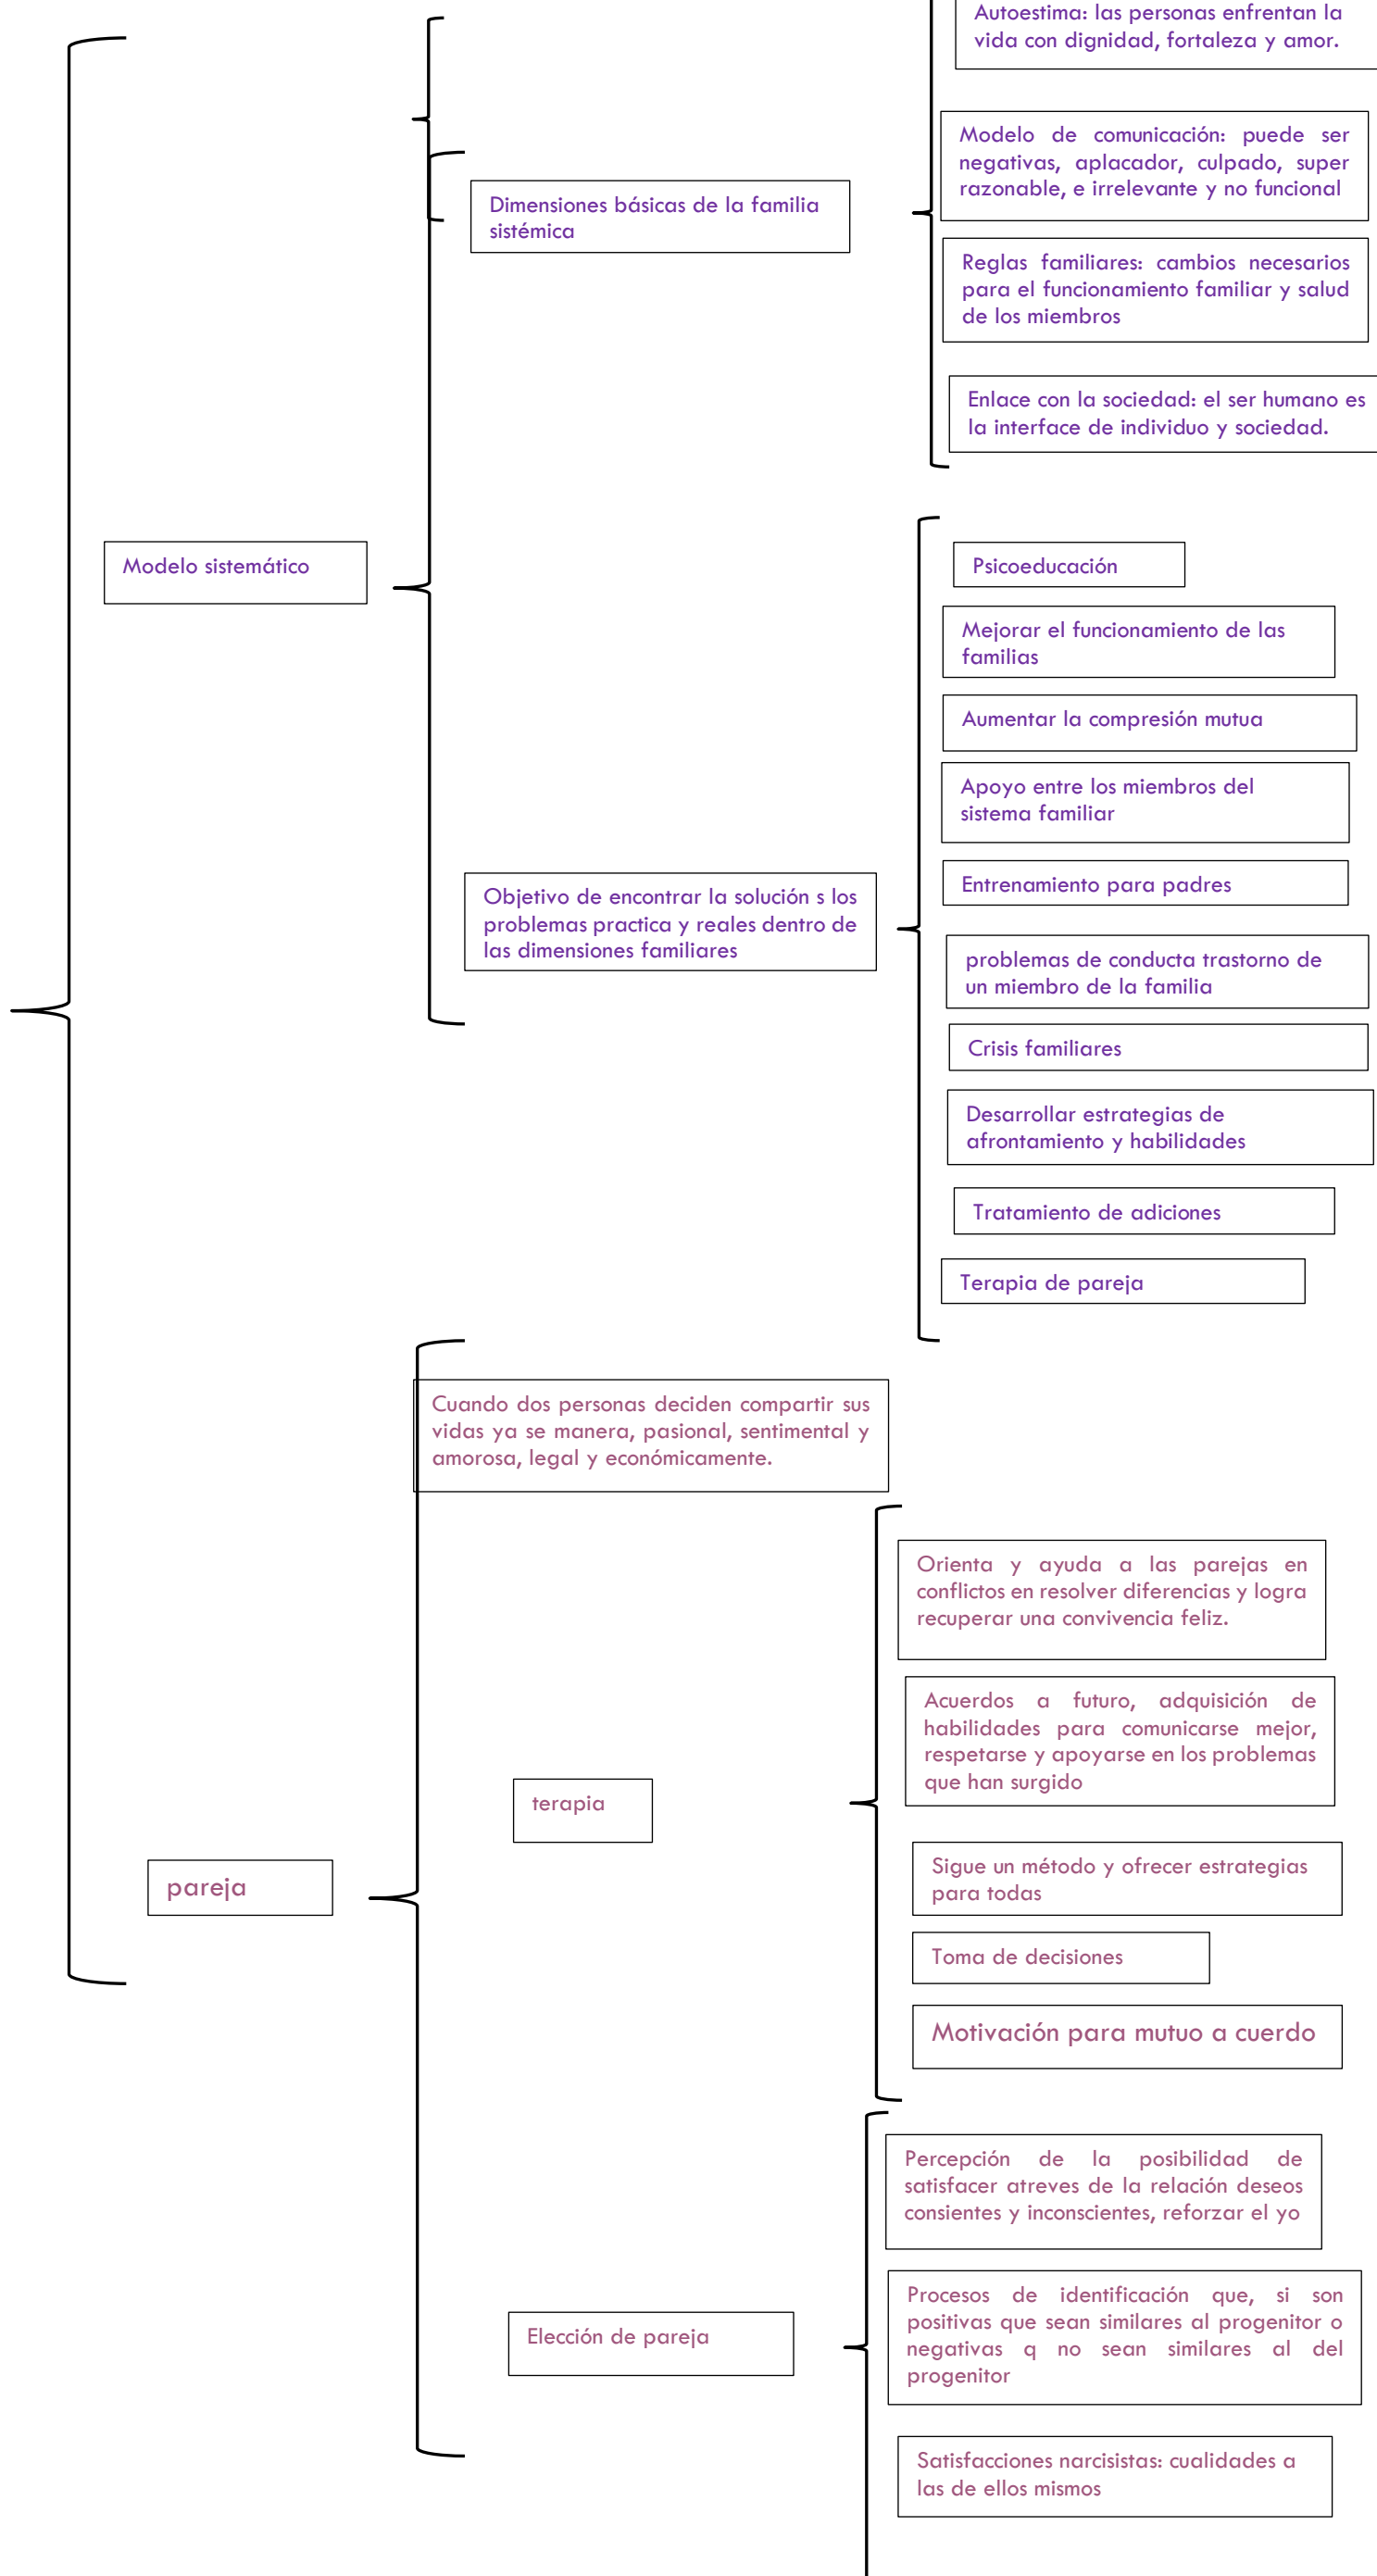 Autoestima: las personas enfrentan la
vida con dignidad, fortaleza y amor.
Modelo de comunicación: puede ser
negativas, aplacador, culpado, super
razonable, e irrelevante y no funcional
Dimensiones básicas de la familia
sistémica
Reglas familiares: cambios necesarios
para el funcionamiento familiar y salud
de los miembros
Enlace con la sociedad: el ser humano es
la interface de individuo y sociedad.
Modelo sistemático
Psicoeducación
Mejorar el funcionamiento de las
familias
Aumentar la compresión mutua
Apoyo entre los miembros del
sistema familiar
Objetivo de encontrar la solución s los
problemas practica y reales dentro de
las dimensiones familiares
Entrenamiento para padres
problemas de conducta trastorno de
un miembro de la familia
Crisis familiares
Desarrollar estrategias de
afrontamiento y habilidades
Tratamiento de adiciones
Terapia de pareja
Cuando dos personas deciden compartir sus
vidas ya se manera, pasional, sentimental y
amorosa, legal y económicamente.
Orienta y ayuda a las parejas en
conflictos en resolver diferencias y logra
recuperar una convivencia feliz.
Acuerdos a futuro, adquisición de
habilidades para comunicarse mejor,
respetarse y apoyarse en los problemas
que han surgido
terapia
pareja
Sigue un método y ofrecer estrategias
para todas
Toma de decisiones
Motivación para mutuo a cuerdo
Percepción de la posibilidad de
satisfacer atreves de la relación deseos
consientes y inconscientes, reforzar el yo
Procesos de identificación que, si son
positivas que sean similares al progenitor o
negativas q no sean similares al del
progenitor
Elección de pareja
Satisfacciones narcisistas: cualidades a
las de ellos mismos